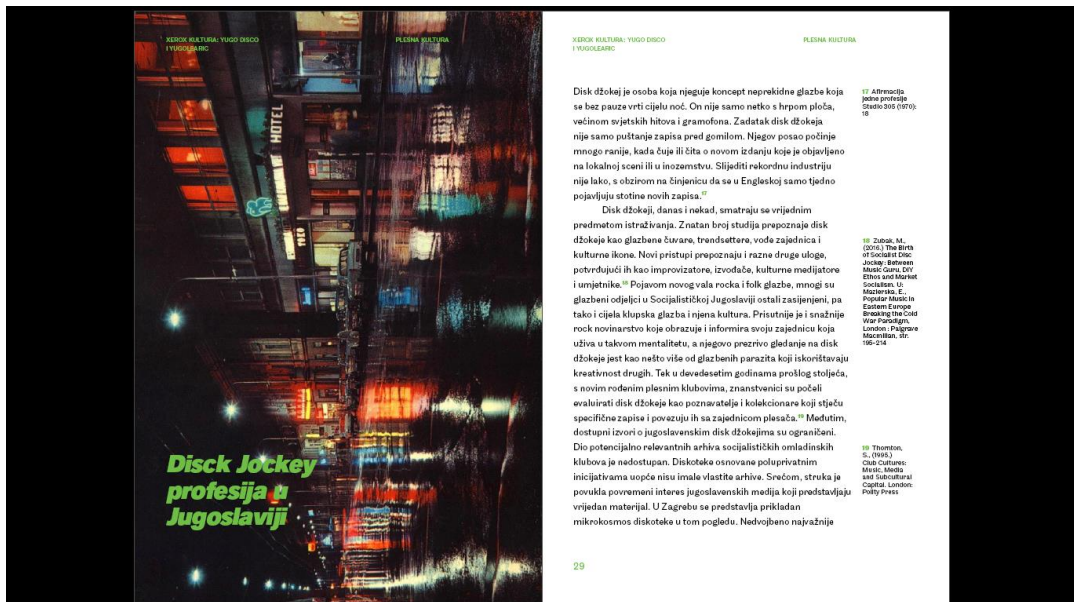 XEROX KULTURA: YUGO DISCO
I YUGOLEARIC
PLESNA KULTURA
HOTEL
Disck Jockey
profesija u
Jugoslaviji
XEROX KULTURA: YUGO DISCO
I YUGOLEARIC
PLESNA KULTURA
Disk džokej je osoba koja njeguje koncept neprekidne glazbe koja
se bez pauze vrti cijelu noć. On nije samo netko s hrpom ploča,
većinom svjetskih hitova i gramofona. Zadatak disk džokeja
nije samo puštanje zapisa pred gomilom. Njegov posao počinje
mnogo ranije, kada čuje ili čita o novom izdanju koje je objavljeno
na lokalnoj sceni ili u inozemstvu. Slijediti rekordnu industriju
nije lako, s obzirom na činjenicu da se u Engleskoj samo tjedno
pojavljuju stotine novih zapisa.17
Disk džokeji, danas i nekad, smatraju se vrijednim
predmetom istraživanja. Znatan broj studija prepoznaje disk
džokeje kao glazbene čuvare, trendsettere, vođe zajednica i
kulturne ikone. Novi pristupi prepoznaju i razne druge uloge,
potvrđujući ih kao improvizatore, izvođače, kulturne medijatore
i umjetnike.18 Pojavom novog vala rocka i folk glazbe, mnogi su
glazbeni odjeljci u Socijalističkoj Jugoslaviji ostali zasijenjeni, pa
tako i cijela klupska glazba i njena kultura. Prisutnije je i snažnije
rock novinarstvo koje obrazuje i informira svoju zajednicu koja
uživa u takvom mentalitetu, a njegovo prezrivo gledanje na disk
džokeje jest kao nešto više od glazbenih parazita koji iskorištavaju
kreativnost drugih. Tek u devedesetim godinama prošlog stoljeća,
s novim rođenim plesnim klubovima, znanstvenici su počeli
evaluirati disk džokeje kao poznavatelje i kolekcionare koji stječu
specifične zapise i povezuju ih sa zajednicom plesača.19 Međutim,
dostupni izvori o jugoslavenskim disk džokejima su ograničeni.
Dio potencijalno relevantnih arhiva socijalističkih omladinskih
klubova je nedostupan. Diskoteke osnovane poluprivatnim
inicijativama uopće nisu imale vlastite arhive. Srećom, struka je
povukla povremeni interes jugoslavenskih medija koji predstavljaju
vrijedan materijal. U Zagrebu se predstavlja prikladan
mikrokosmos diskoteke u tom pogledu. Nedvojbeno najvažnije
17 Afirmacija
jedne profesije
Studio 305 (1970):
18
18 Zubak, M.,
(2016.) The Birth
of Socialist Disc
Jockey: Between
Music Guru, DIY
Ethos and Market
Socialism. U:
Mazierska, E.,
Popular Music in
Eastern Europe
Breaking the Cold
War Paradigm,
London : Palgrave
Macmillan, str.
195-214
19 Thornton,
S., (1995.)
Club Cultures:
Music, Media
and Subcultural
Capital. London:
Polity Press
29